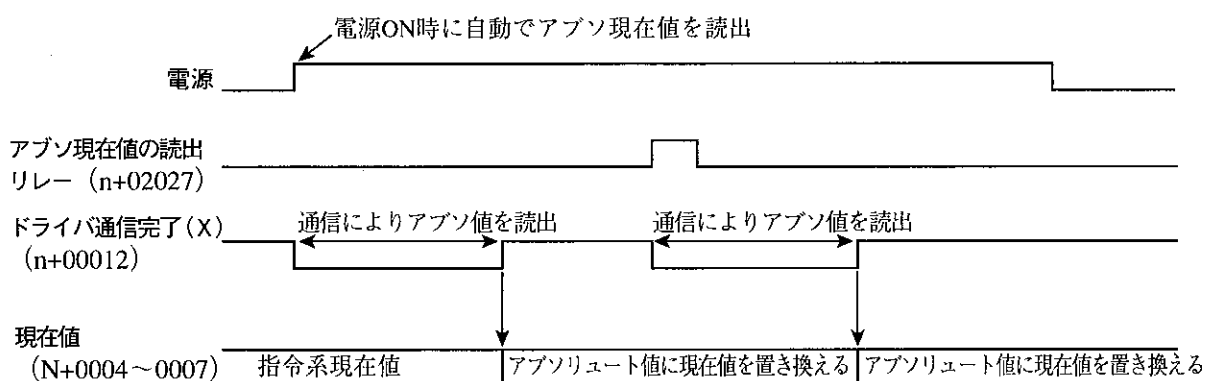 電源ON時に自動でアブソ現在値を読出
電源
アブソ現在値の読出
リレー（n+02027）
ドライバ通信完了(X)
（n+00012）
通信によりアブソ値を読出
通信によりアブソ値を読出
現在値
（N+0004～0007）
指令系現在値
アブソリュート値に現在値を置き換える
アブソリュート値に現在値を置き換える